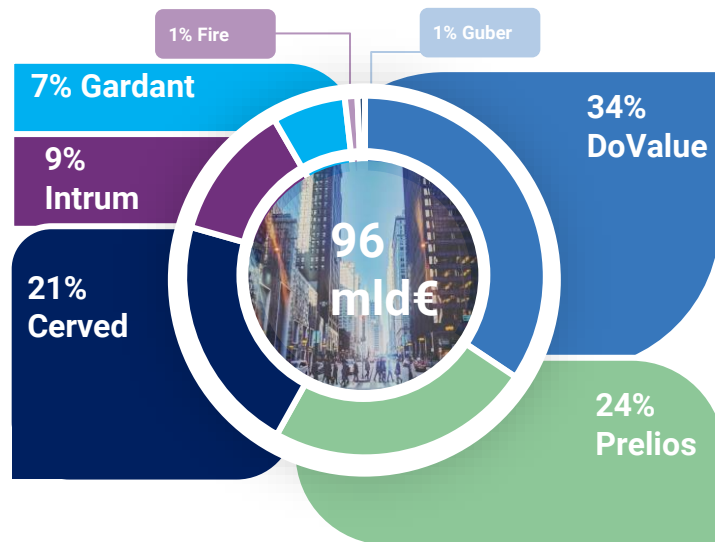 1% Fire
1% Guber
7% Gardant
34%
DoValue
9%
Intrum
96
mld€
21%
Cerved
24%
Prelios